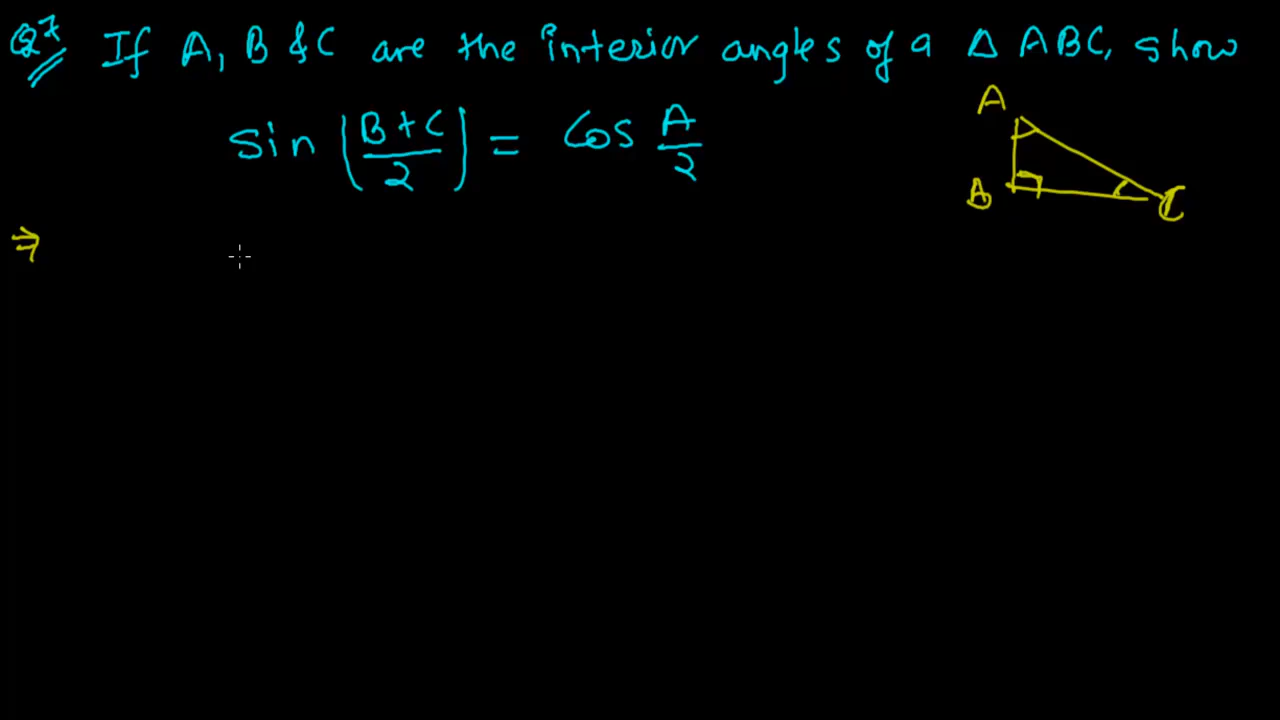 Q7 If A, B & C are the interior angles of a Δ ABC, show
sin (B+C/2) = cos A/2
A
B
C
⇒